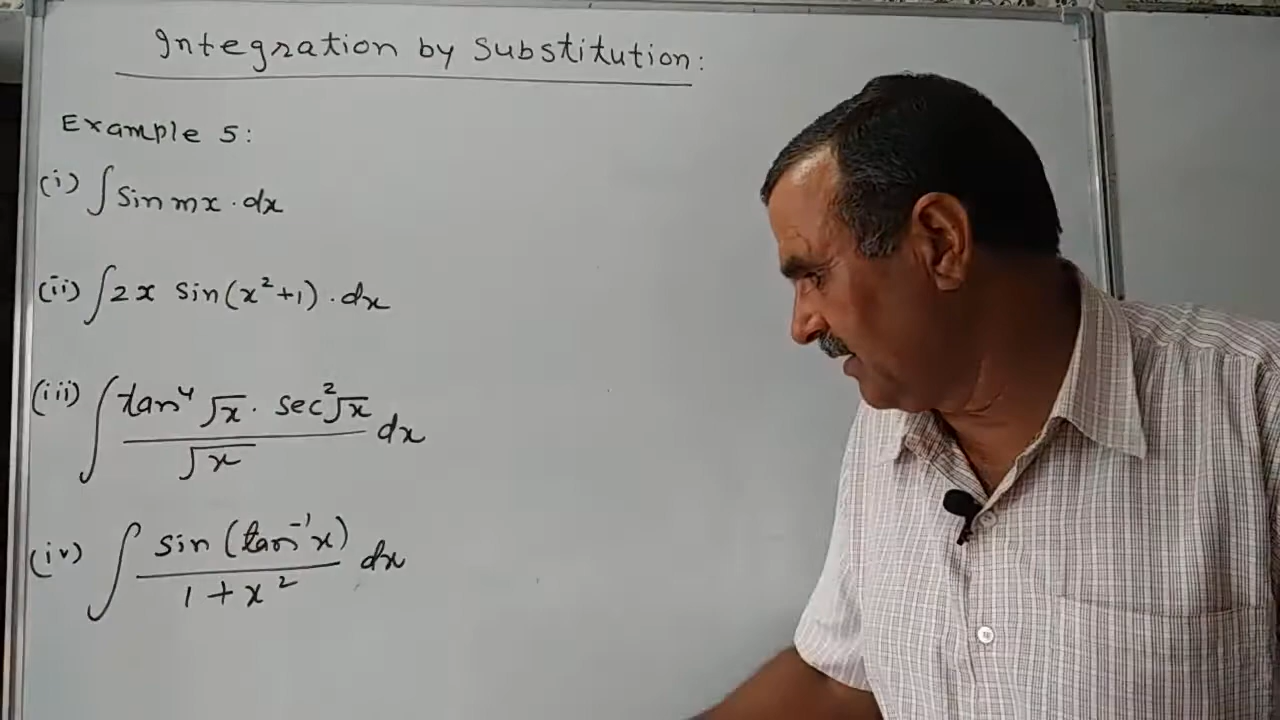 Integration by Substitution:
Example 5:
(i) ∫ sin mx . dx
(ii) ∫ 2x sin(x²+1) . dx
(iii) ∫ tan⁴ √x . sec² √x / √x dx
(iv) ∫ sin (tan⁻¹x) / 1 + x² dx